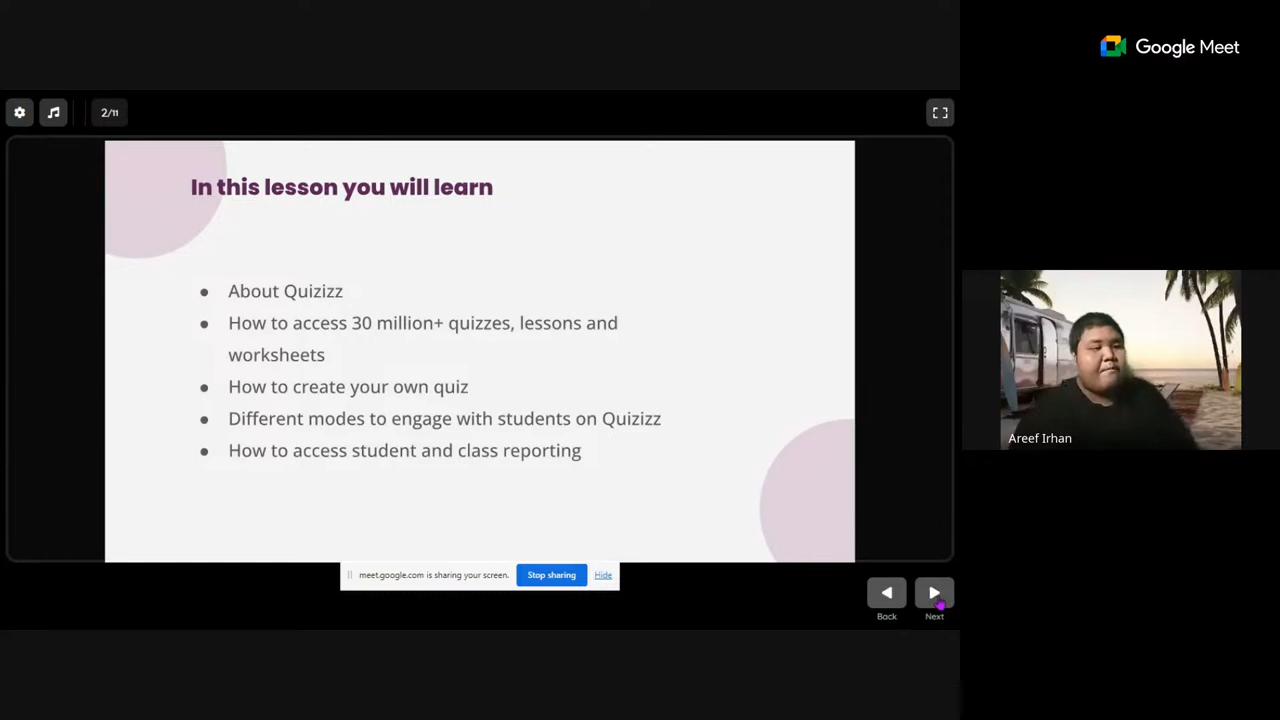 Google Meet
2/11
In this lesson you will learn
● About Quizizz
● How to access 30 million+ quizzes, lessons and
worksheets
● How to create your own quiz
● Different modes to engage with students on Quizizz
● How to access student and class reporting
Areef Irhan
meet.google.com is sharing your screen. Stop sharing Hide
Back Next